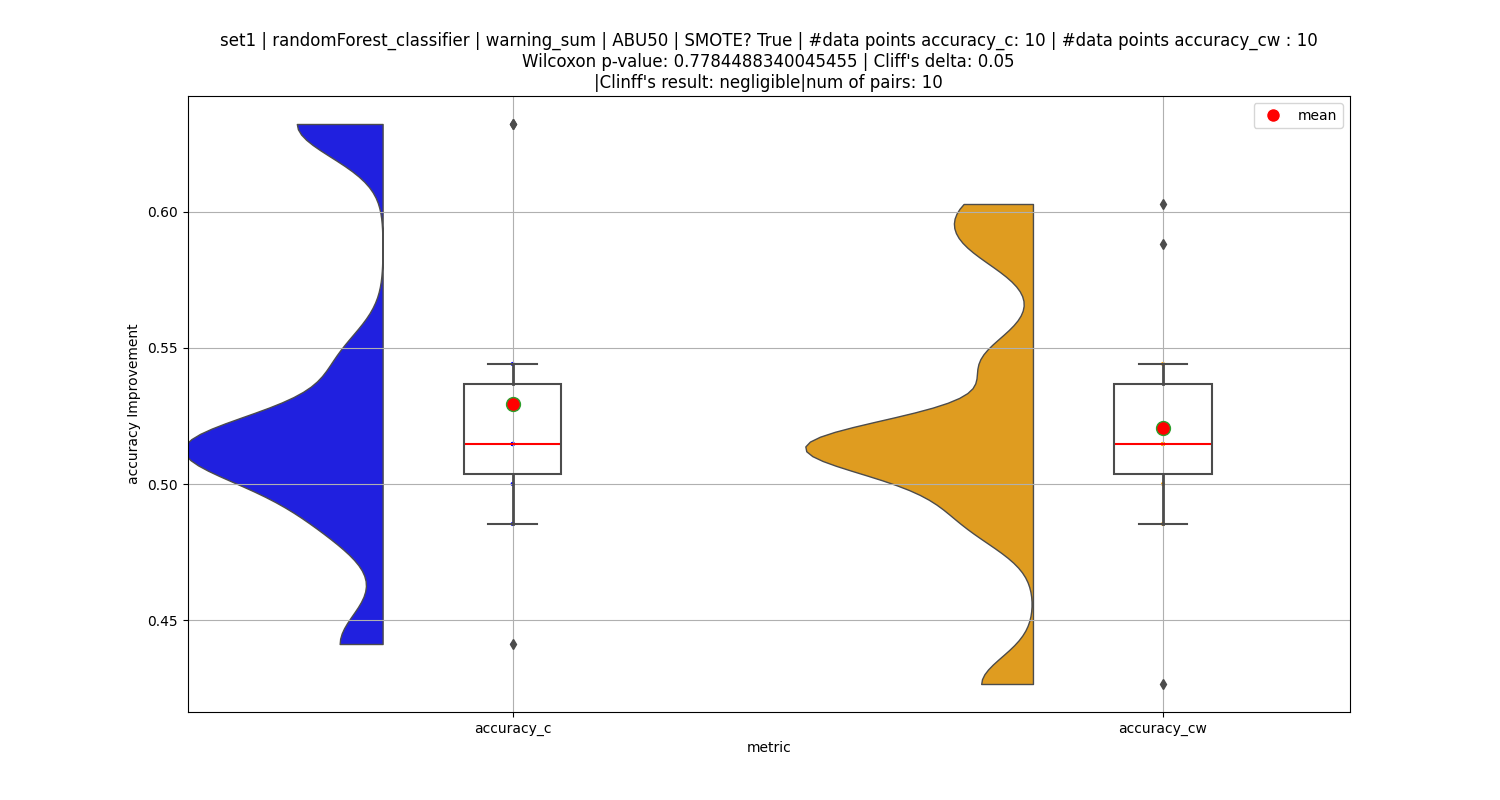 set1 | randomForest_classifier | warning_sum | ABU50 | SMOTE? True | #data points accuracy_c: 10 | #data points accuracy_cw : 10
Wilcoxon p-value: 0.7784488340045455 | Cliff's delta: 0.05
|Clinff's result: negligible|num of pairs: 10
mean
0.60
0.55
0.50
0.45
accuracy Improvement
accuracy_c
accuracy_cw
metric